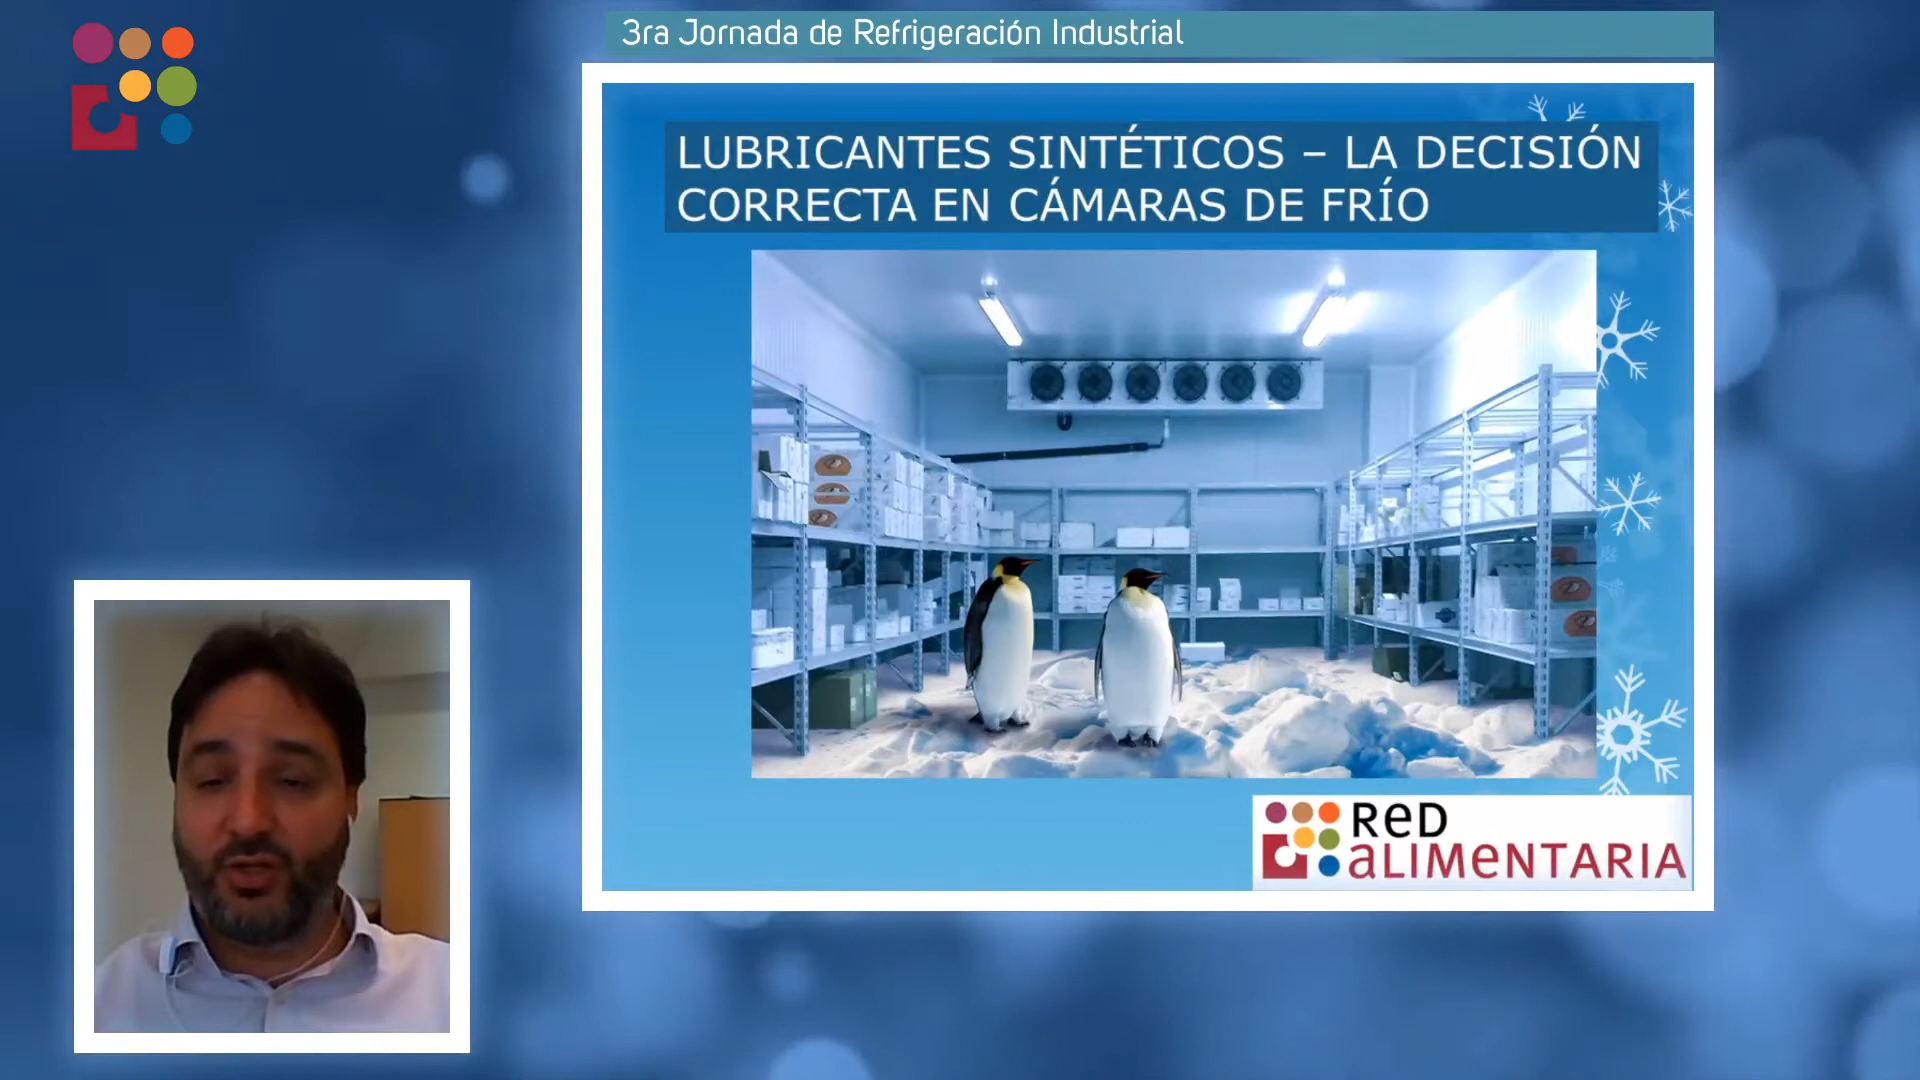 3ra Jornada de Refrigeración Industrial
LUBRICANTES SINTÉTICOS – LA DECISIÓN
CORRECTA EN CÁMARAS DE FRÍO
ReD
aLIMeNTARIA